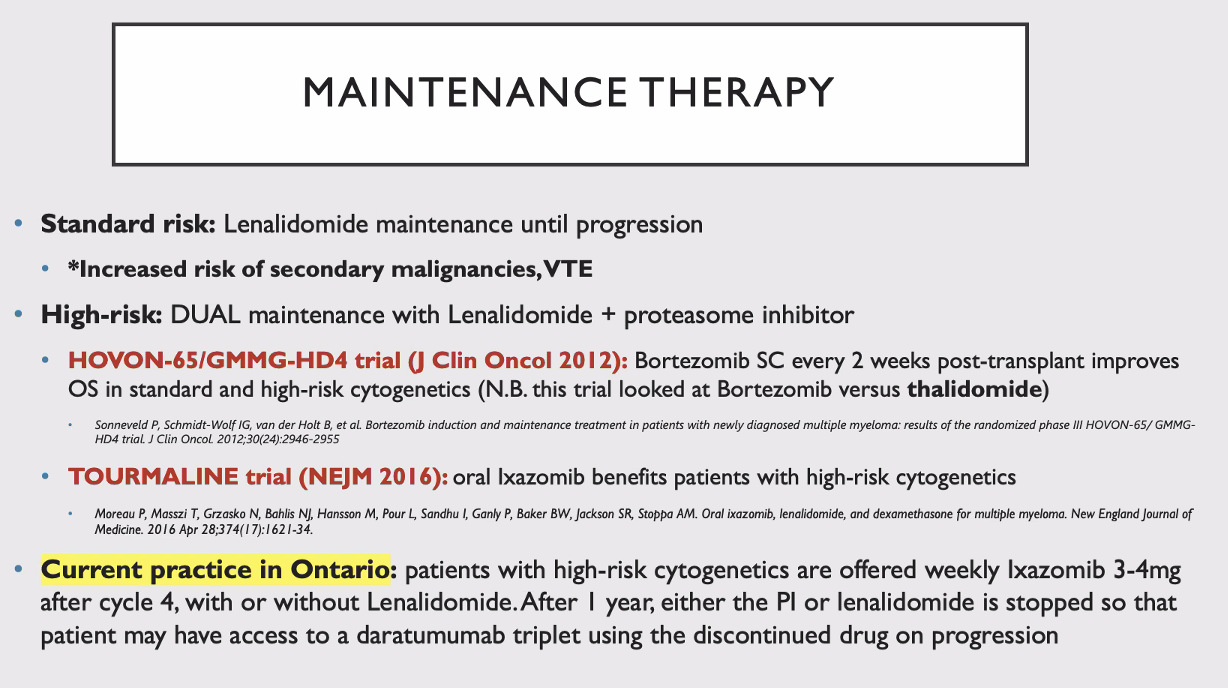 MAINTENANCE THERAPY
• Standard risk: Lenalidomide maintenance until progression
• *Increased risk of secondary malignancies, VTE
• High-risk: DUAL maintenance with Lenalidomide + proteasome inhibitor
• HOVON-65/GMMG-HD4 trial (J Clin Oncol 2012): Bortezomib SC every 2 weeks post-transplant improves
OS in standard and high-risk cytogenetics (N.B. this trial looked at Bortezomib versus thalidomide)
• Sonneveld P, Schmidt-Wolf IG, van der Holt B, et al. Bortezomib induction and maintenance treatment in patients with newly diagnosed multiple myeloma: results of the randomized phase III HOVON-65/ GMMG-
HD4 trial. J Clin Oncol. 2012;30(24):2946-2955
• TOURMALINE trial (NEJM 2016): oral Ixazomib benefits patients with high-risk cytogenetics
• Moreau P, Masszi T, Grzasko N, Bahlis NJ, Hansson M, Pour L, Sandhu I, Ganly P, Baker BW, Jackson SR, Stoppa AM. Oral ixazomib, lenalidomide, and dexamethasone for multiple myeloma. New England Journal of
Medicine. 2016 Apr 28;374(17):1621-34.
• Current practice in Ontario: patients with high-risk cytogenetics are offered weekly Ixazomib 3-4mg
after cycle 4, with or without Lenalidomide. After 1 year, either the PI or lenalidomide is stopped so that
patient may have access to a daratumumab triplet using the discontinued drug on progression